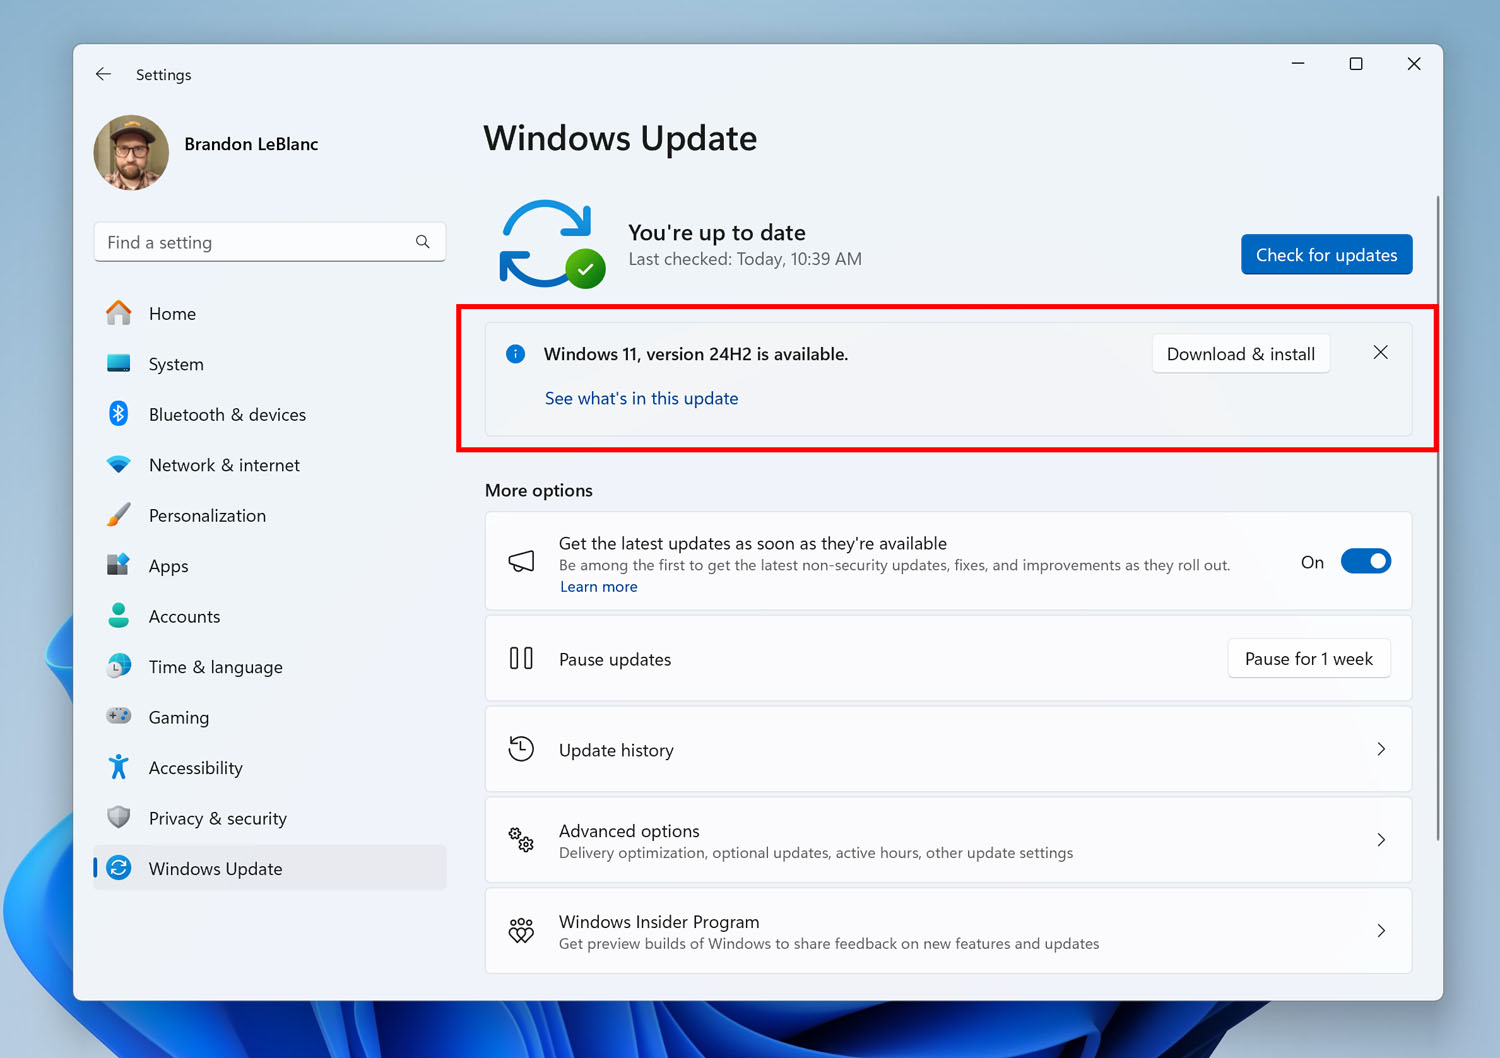 Settings
Brandon LeBlanc
Find a setting
Home
System
Bluetooth & devices
Network & internet
Personalization
Apps
Accounts
Time & language
Gaming
Accessibility
Privacy & security
Windows Update
Windows Update
You're up to date
Last checked: Today, 10:39 AM
Check for updates
Windows 11, version 24H2 is available.
Download & install
See what's in this update
More options
Get the latest updates as soon as they're available
Be among the first to get the latest non-security updates, fixes, and improvements as they roll out.
Learn more
On
Pause updates
Pause for 1 week
Update history
Advanced options
Delivery optimization, optional updates, active hours, other update settings
Windows Insider Program
Get preview builds of Windows to share feedback on new features and updates